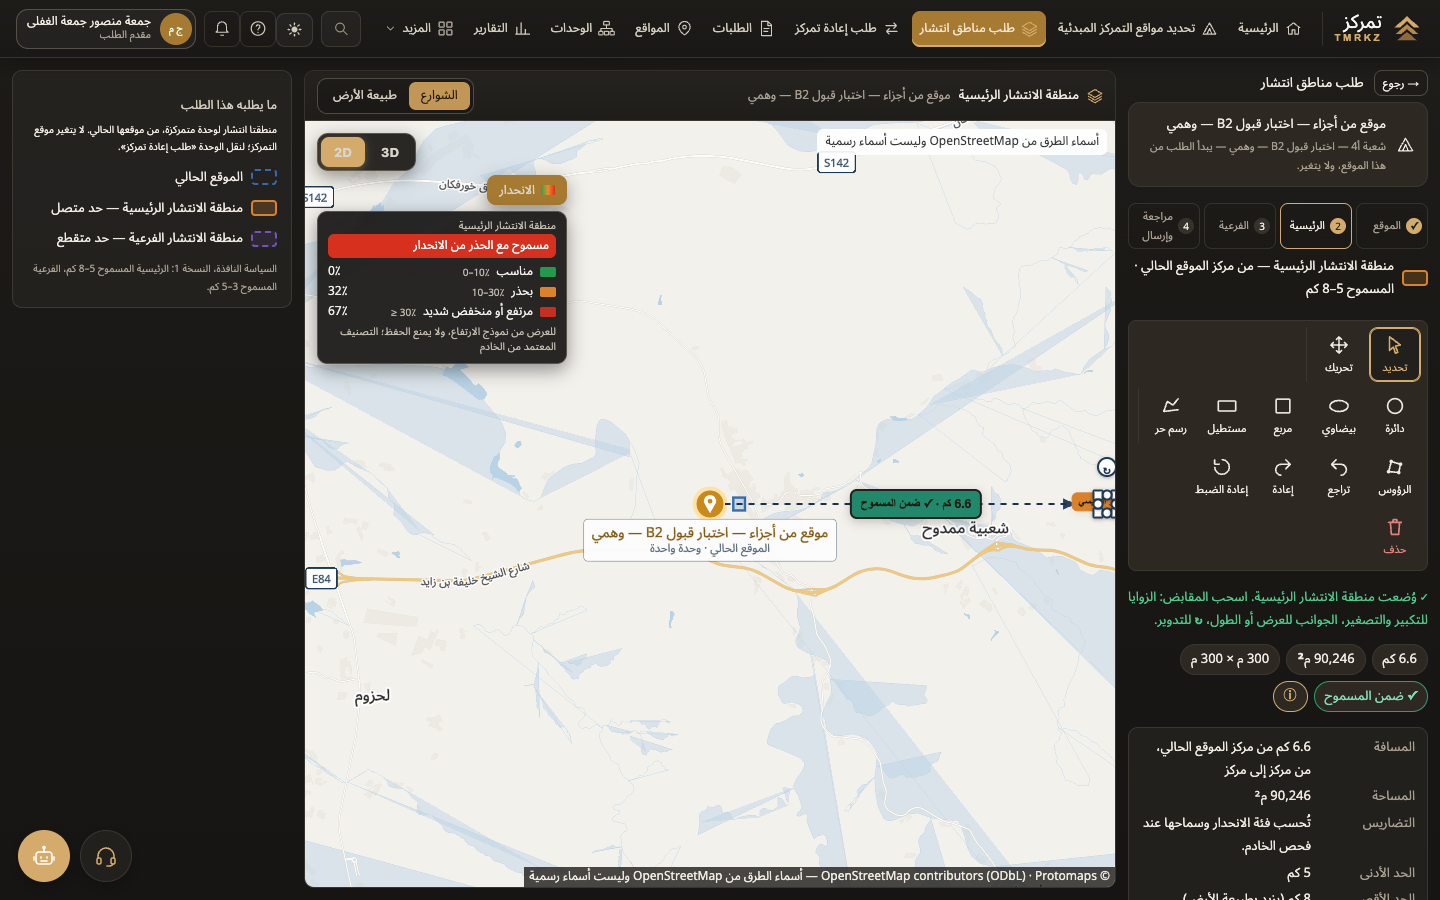 تمركز
TMRKZ
الرئيسية
تحديد مواقع التمركز المبدئية
طلب مناطق انتشار
طلب إعادة تمركز
الطلبات
المواقع
الوحدات
التقارير
المزيد
جمعة منصور جمعة الغفلى
مقدم الطلب
ج م
→ رجوع
طلب مناطق انتشار
موقع من أجزاء — اختبار قبول B2 — وهمي
شعبة أ4 — اختبار قبول B2 — وهمي — يبدأ الطلب من
هذا الموقع، ولا يتغير.
✓ الموقع
2 الرئيسية
3 الفرعية
4 مراجعة
وإرسال
منطقة الانتشار الرئيسية — من مركز الموقع الحالي ·
المسموح 5–8 كم
تحديد
تحريك
دائرة
بيضاوي
مربع
مستطيل
رسم حر
الرؤوس
تراجع
إعادة
إعادة الضبط
حذف
✓ وُضعت منطقة الانتشار الرئيسية. اسحب المقابض: الزوايا
للتكبير والتصغير، الجوانب للعرض أو الطول، ↻ للتدوير.
6.6 كم
90,246 م²
300 م × 300 م
✓ ضمن المسموح
المسافة
6.6 كم من مركز الموقع الحالي،
من مركز إلى مركز
المساحة
90,246 م²
التضاريس
تُحسب فئة الانحدار وسماحها عند
فحص الخادم.
الحد الأدنى
5 كم
منطقة الانتشار الرئيسية
موقع من أجزاء — اختبار قبول B2 — وهمي
الشوارع
طبيعة الأرض
أسماء الطرق من OpenStreetMap وليست أسماء رسمية
2D
3D
S142
S142
خورفكان
الانحدار
منطقة الانتشار الرئيسية
مسموح مع الحذر من الانحدار
مناسب 0–10٪ 0٪
بحذر 10–30٪ 32٪
مرتفع أو منخفض شديد ≥ 30٪ 67٪
للعرض من نموذج الارتفاع، ولا يمنع الحفظ؛ التصنيف
المعتمد من الخادم
6.6 كم · ✓ ضمن المسموح
شعبية ممدوح
موقع من أجزاء — اختبار قبول B2 — وهمي
الموقع الحالي · وحدة واحدة
E84
شارع الشيخ خليفة بن زايد
لحزوم
© OpenStreetMap contributors (ODbL) · Protomaps — أسماء الطرق من OpenStreetMap وليست أسماء رسمية
ما يطلبه هذا الطلب
منطقتا انتشار لوحدة متمركزة، من موقعها الحالي. لا يتغير موقع
التمركز؛ لنقل الوحدة «طلب إعادة تمركز».
الموقع الحالي
منطقة الانتشار الرئيسية — حد متصل
منطقة الانتشار الفرعية — حد متقطع
السياسة النافذة، النسخة 1: الرئيسية المسموح 5–8 كم، الفرعية
المسموح 3–5 كم.